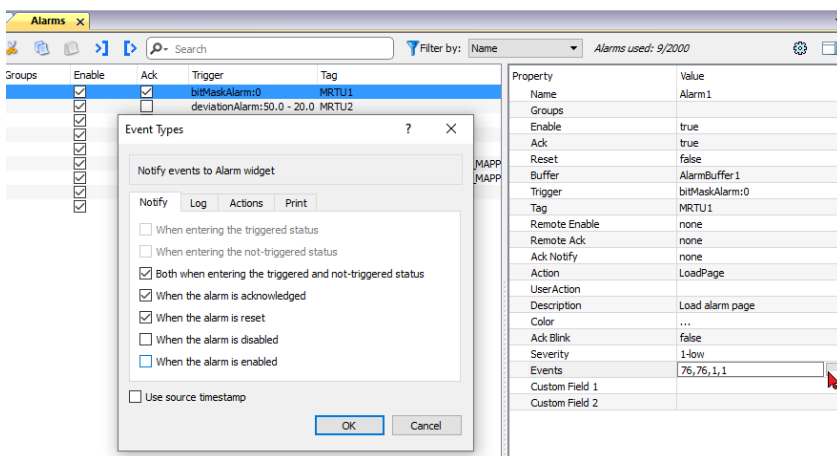 Alarms
Search
Filter by: Name
Alarms used: 9/2000
Groups Enable Ack Trigger Tag
bitMaskAlarm:0 MRTU1
deviationAlarm:50.0 - 20.0 MRTU2
_MAPP
_MAPP
Event Types
Notify events to Alarm widget
Notify Log Actions Print
When entering the triggered status
When entering the not-triggered status
Both when entering the triggered and not-triggered status
When the alarm is acknowledged
When the alarm is reset
When the alarm is disabled
When the alarm is enabled
Use source timestamp
OK Cancel
Property Value
Name Alarm1
Groups
Enable true
Ack true
Reset false
Buffer AlarmBuffer1
Trigger bitMaskAlarm:0
Tag MRTU1
Remote Enable none
Remote Ack none
Ack Notify none
Action LoadPage
UserAction
Description Load alarm page
Color ...
Ack Blink false
Severity 1-low
Events 76,76,1,1
Custom Field 1
Custom Field 2